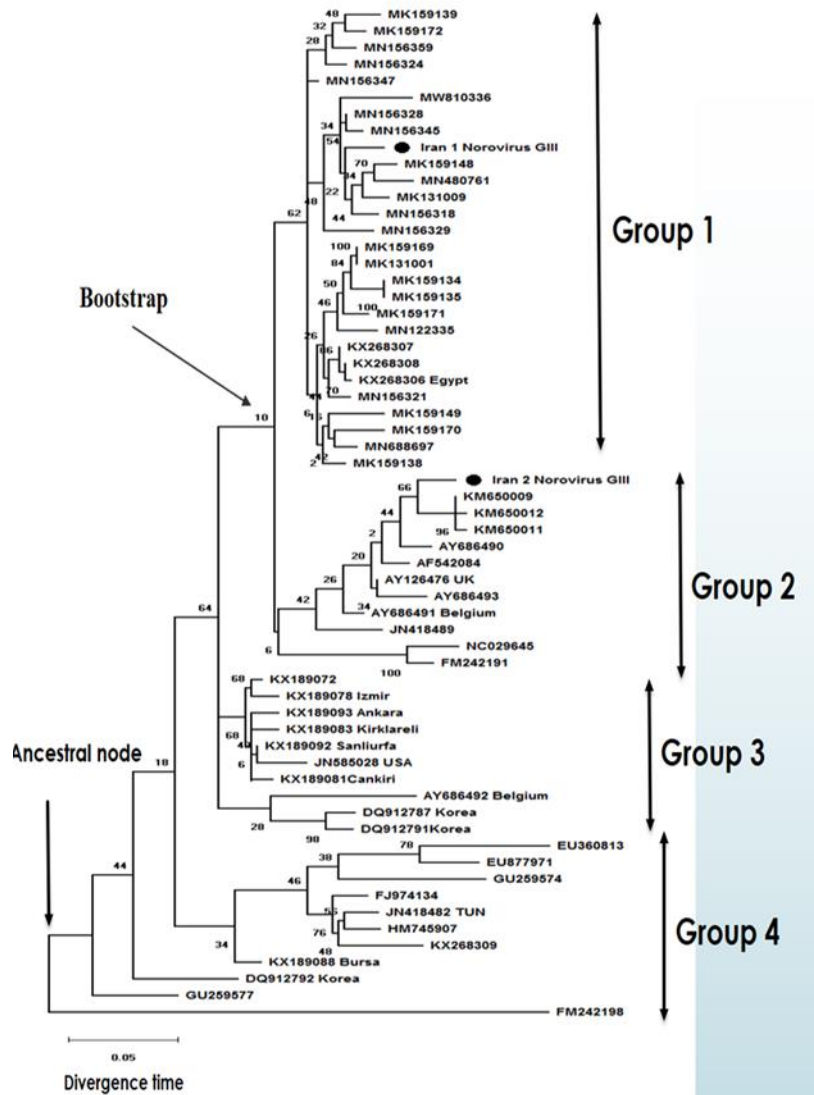 48
MK159139
32
MK159172
28
MN156359
MN156324
MN156347
MW810336
34
MN156328
54
MN156345
Iran 1 Norovirus GIII
70
MK159148
34
MN480761
22
MK131009
48
44
MN156318
62
MN156329
Group 1
100
MK159169
84
MK131001
50
MK159134
MK159135
Bootstrap
46
100
MK159171
26
MN122335
86
KX268307
KX268308
KX268306 Egypt
44
70
MN156321
10
6
16
MK159149
MK159170
42
MN688697
2
MK159138
66
Iran 2 Norovirus GIII
KM650009
44
KM650012
2
96
KM650011
20
AY686490
AF542084
26
AY126476 UK
Group 2
42
AY686493
34
AY686491 Belgium
64
JN418489
6
NC029645
100
FM242191
68
KX189072
KX189078 Izmir
68
KX189093 Ankara
KX189083 Kirklareli
Ancestral node
KX189092 Sanliurfa
Group 3
18
6
JN585028 USA
KX189081Cankiri
AY686492 Belgium
28
DQ912787 Korea
98
DQ912791Korea
78
EU360813
44
38
EU877971
46
GU259574
FJ974134
JN418482 TUN
76
HM745907
Group 4
34
48
KX268309
KX189088 Bursa
DQ912792 Korea
GU259577
FM242198
0.05
Divergence time